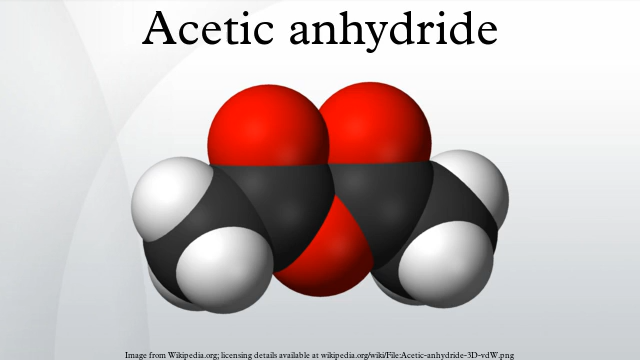 Acetic anhydride
Image from Wikipedia.org; licensing details available at wikipedia.org/wiki/File:Acetic-anhydride-3D-vdW.png